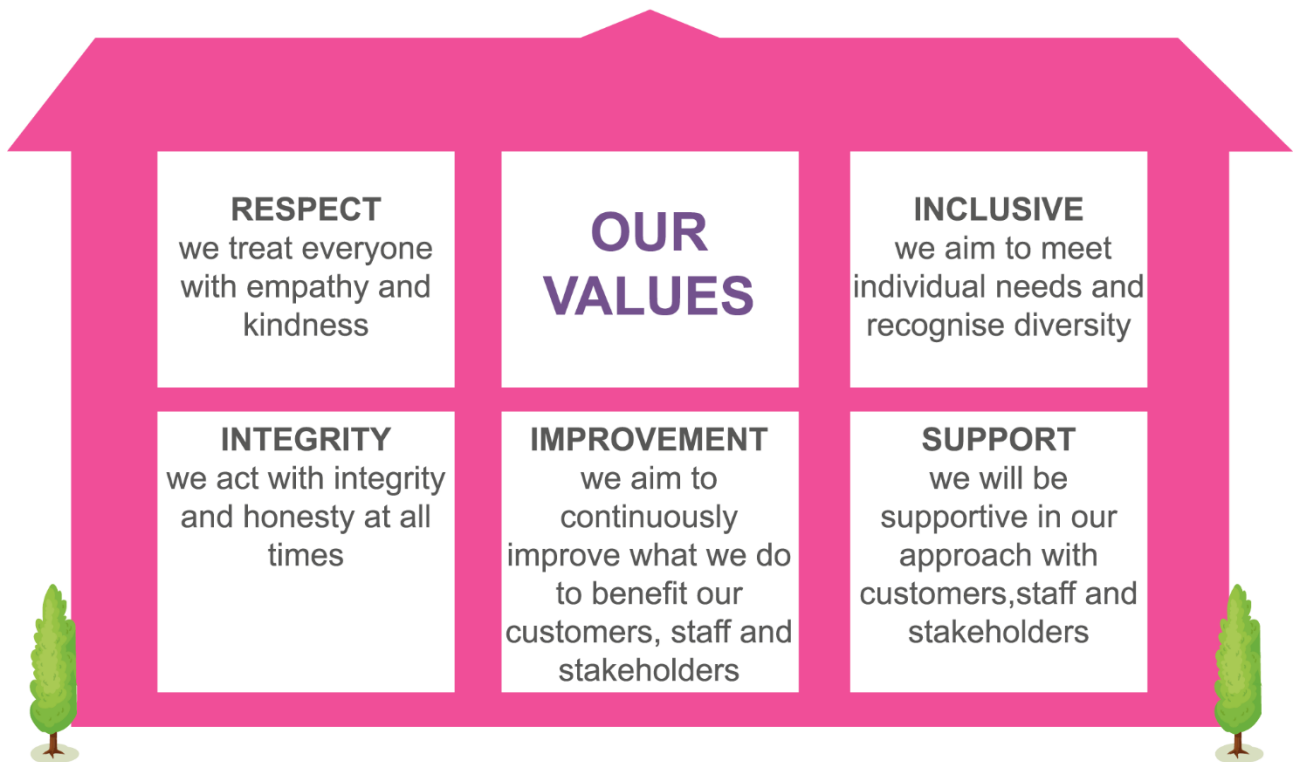 RESPECT
we treat everyone
with empathy and
kindness
OUR
VALUES
INCLUSIVE
we aim to meet
individual needs and
recognise diversity
INTEGRITY
we act with integrity
and honesty at all
times
IMPROVEMENT
we aim to
continuously
improve what we do
to benefit our
customers, staff and
stakeholders
SUPPORT
we will be
supportive in our
approach with
customers,staff and
stakeholders